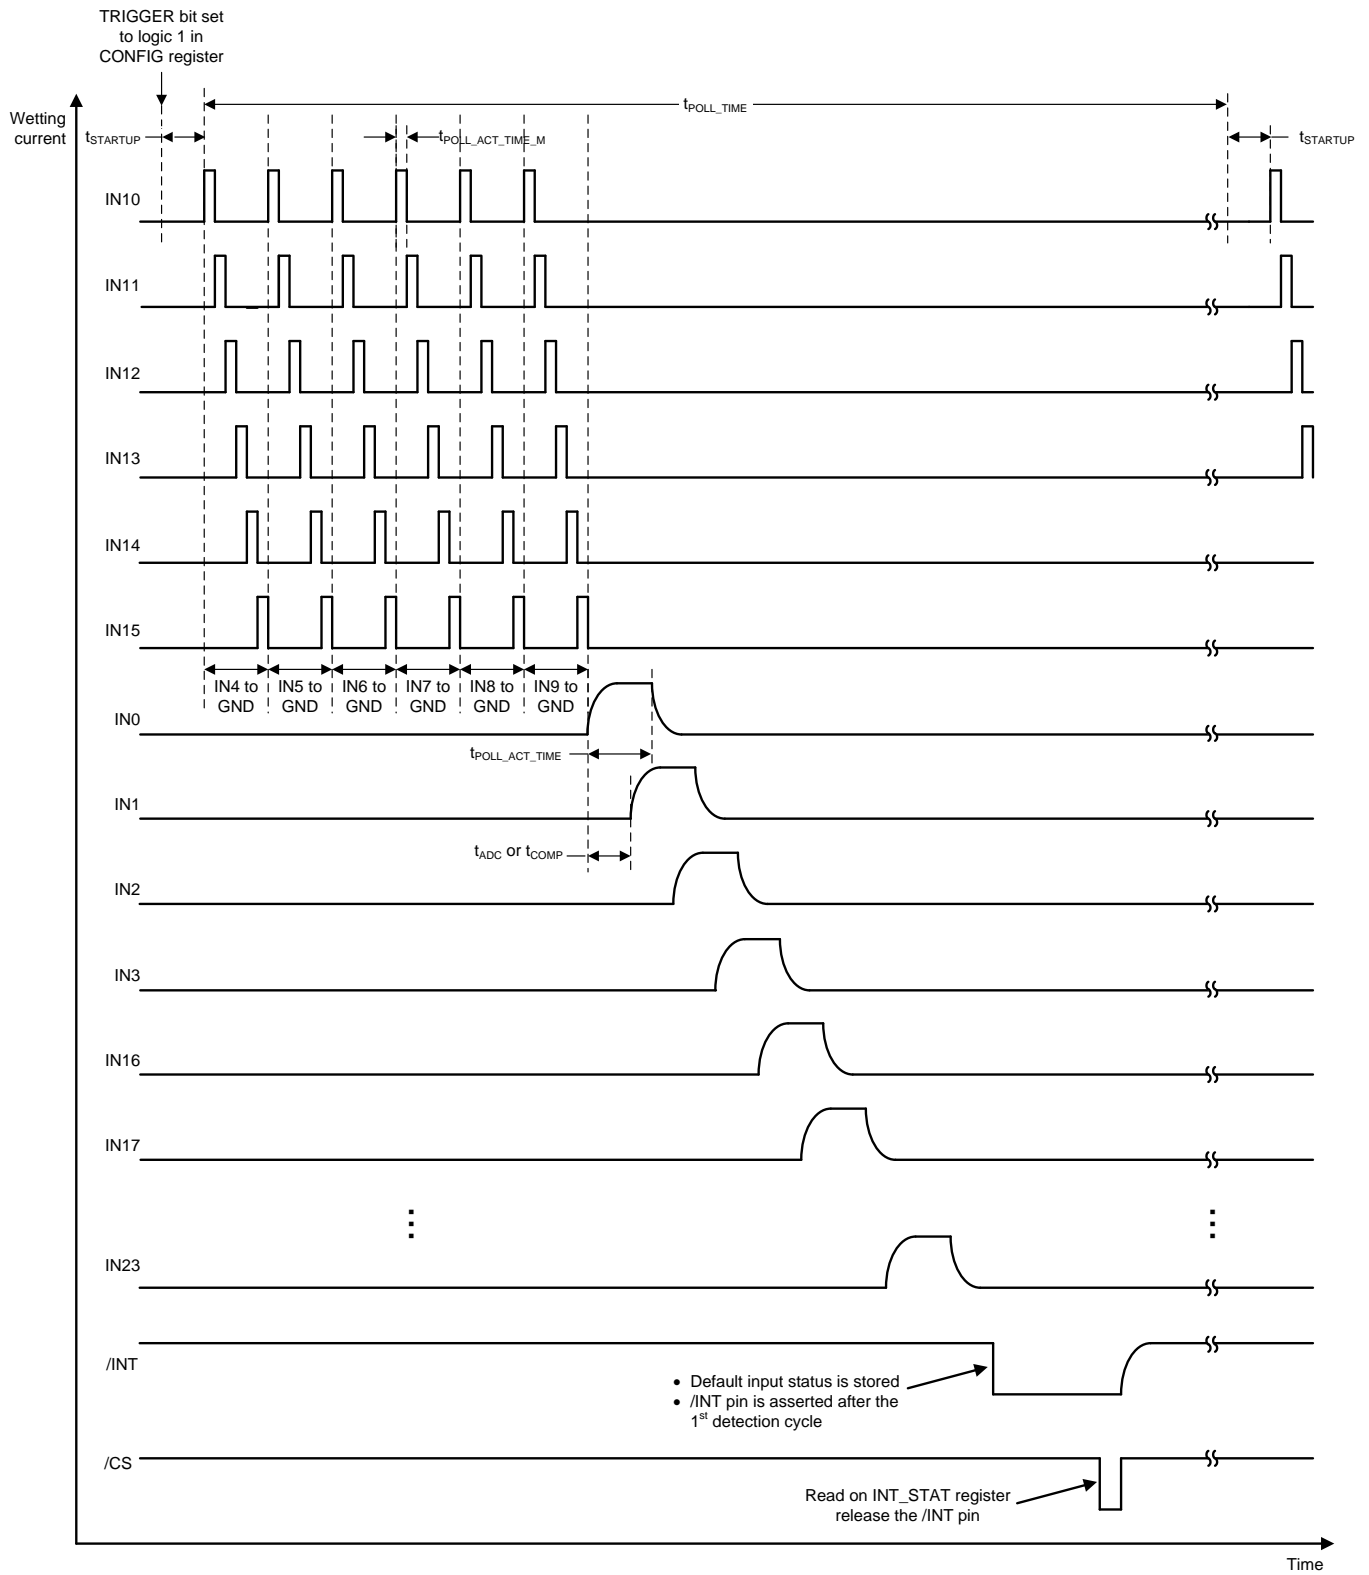 TRIGGER bit set
to logic 1 in
CONFIG register
Wetting
current
tSTARTUP
tPOLL_TIME
tPOLL_ACT_TIME_M
tSTARTUP
IN10
IN11
IN12
IN13
IN14
IN15
IN4 to
GND
IN5 to
GND
IN6 to
GND
IN7 to
GND
IN8 to
GND
IN9 to
GND
IN0
tPOLL_ACT_TIME
IN1
tADC or tCOMP
IN2
IN3
IN16
IN17
IN23
/INT
• Default input status is stored
• /INT pin is asserted after the
1st detection cycle
/CS
Read on INT_STAT register
release the /INT pin
Time